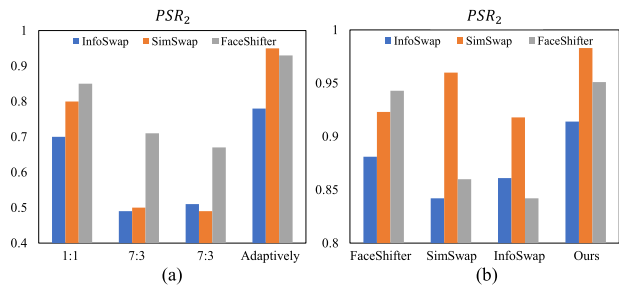 PSR₂
InfoSwap SimSwap FaceShifter
1
0.9
0.8
0.7
0.6
0.5
0.4
1:1 7:3 7:3 Adaptively
(a)
PSR₂
InfoSwap SimSwap FaceShifter
1
0.95
0.9
0.85
0.8
FaceShifter SimSwap InfoSwap Ours
(b)